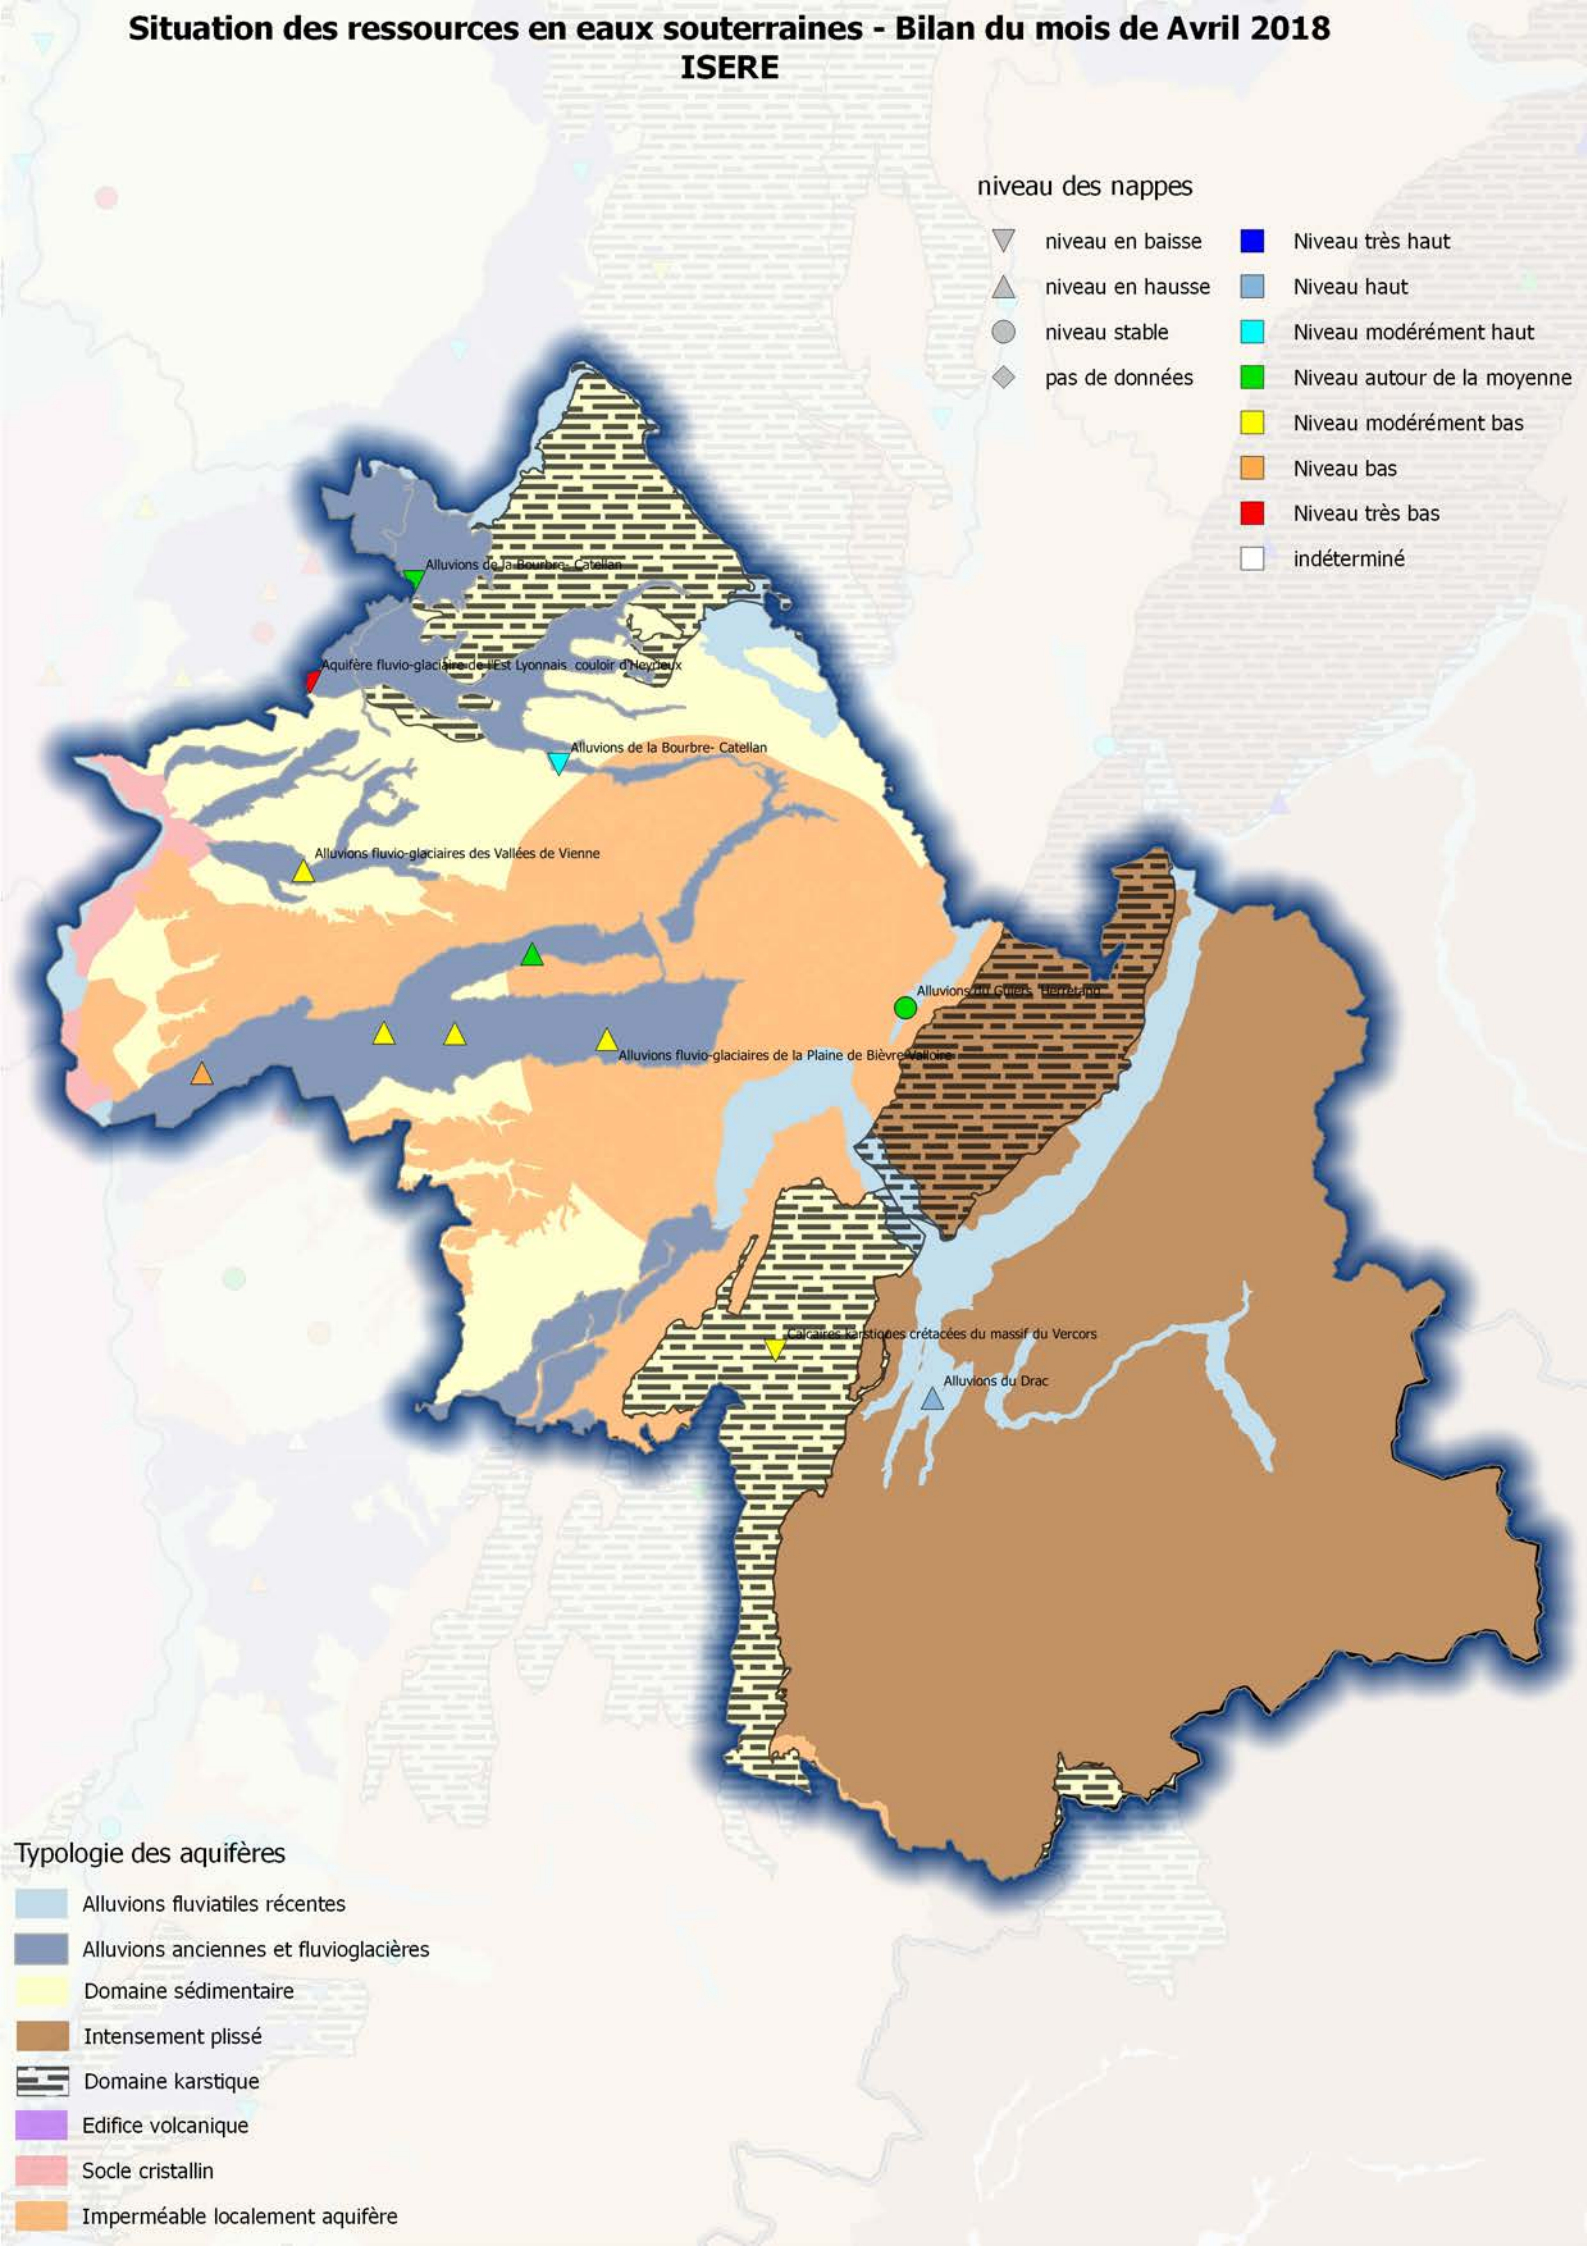 Situation des ressources en eaux souterraines - Bilan du mois de Avril 2018
ISERE
niveau des nappes
niveau en baisse
niveau en hausse
niveau stable
pas de données
Niveau très haut
Niveau haut
Niveau modérément haut
Niveau autour de la moyenne
Niveau modérément bas
Niveau bas
Niveau très bas
indéterminé
Alluvions de la Bourbre- Catellan
Aquifère fluvio-glaciaire de l'Est Lyonnais couloir d'Heyrieux
Alluvions de la Bourbre- Catellan
Alluvions fluvio-glaciaires des Vallées de Vienne
Alluvions du Guiers Herretang
Alluvions fluvio-glaciaires de la Plaine de Bièvre-Valloire
Calcaires karstiques crétacées du massif du Vercors
Alluvions du Drac
Typologie des aquifères
Alluvions fluviatiles récentes
Alluvions anciennes et fluvioglacières
Domaine sédimentaire
Intensement plissé
Domaine karstique
Edifice volcanique
Socle cristallin
Imperméable localement aquifère